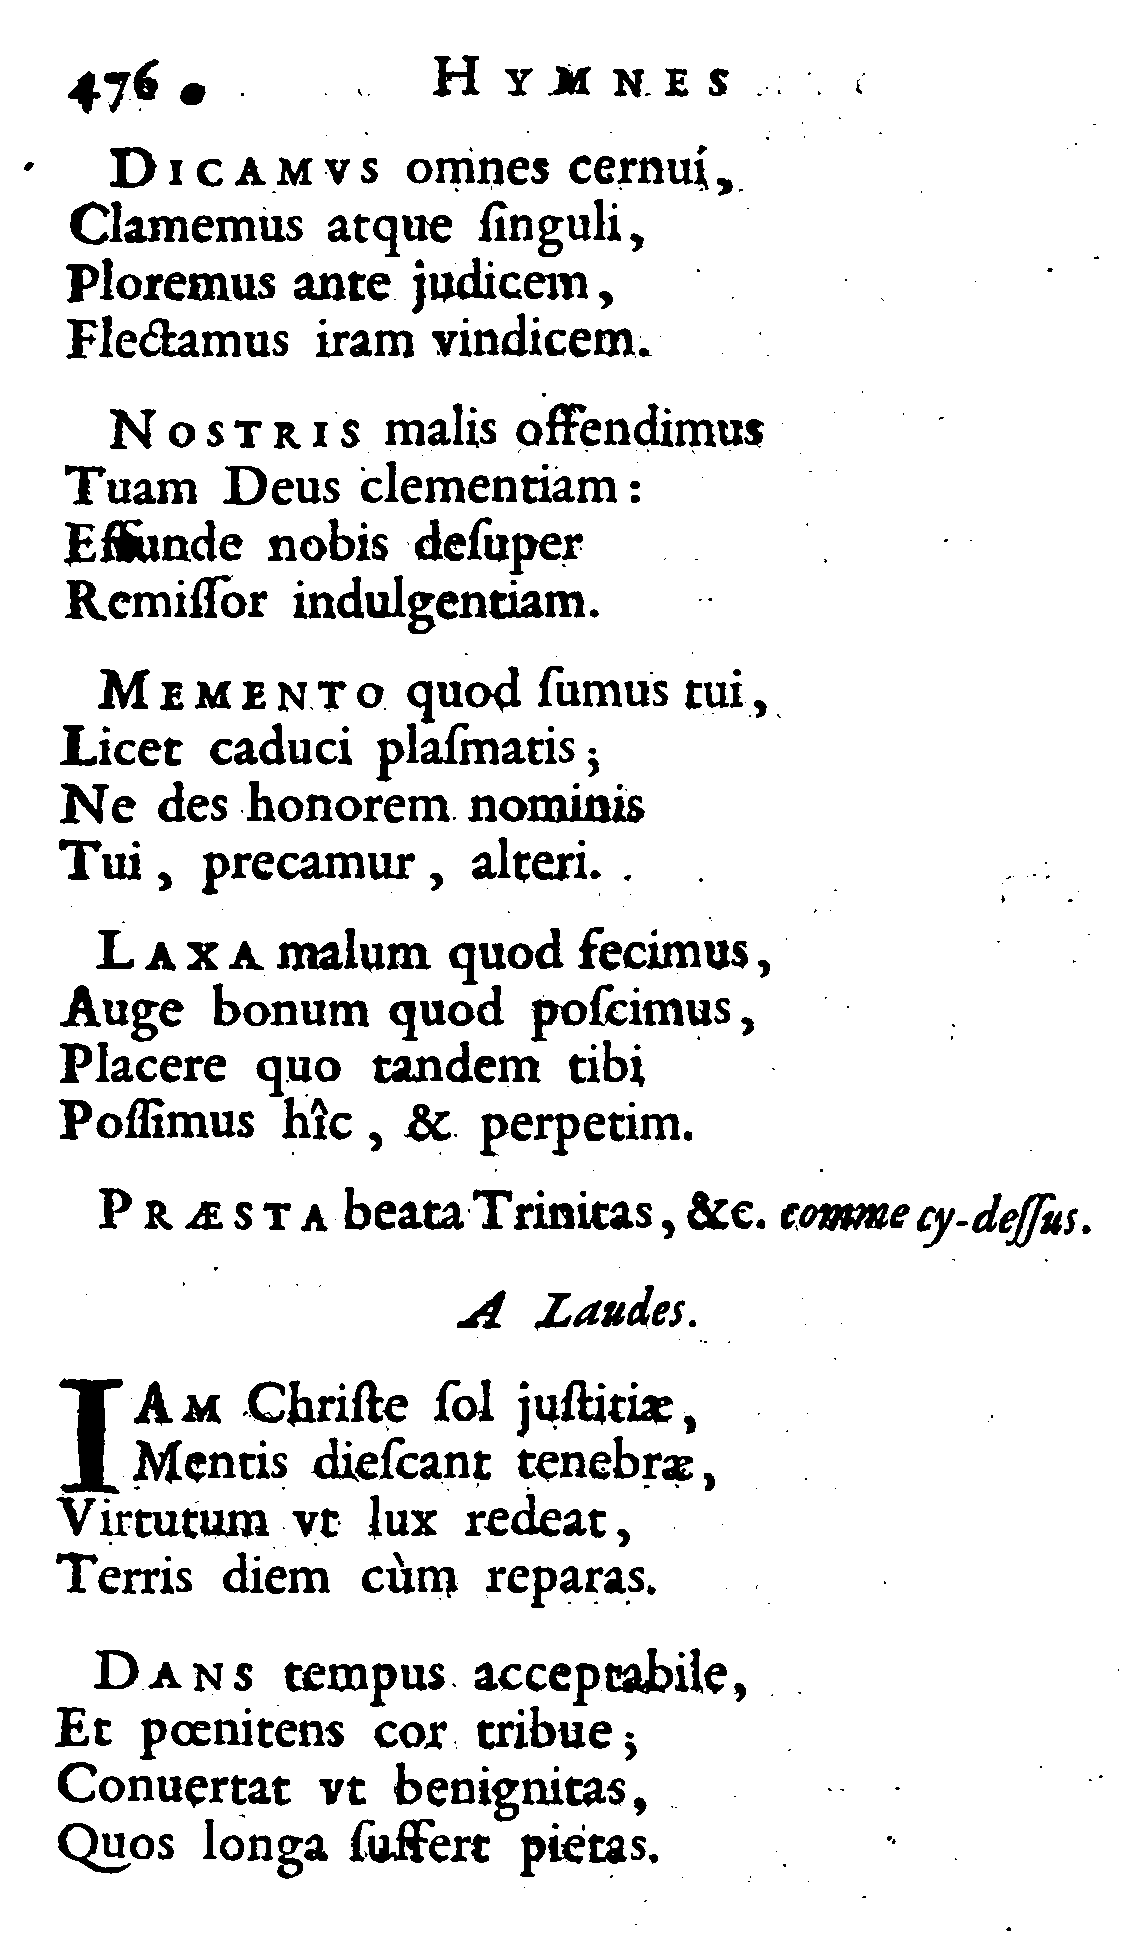 476. HYMNES
DICAMVS omnes cernui,
Clamemus atque ſinguli,
Ploremus ante judicem,
Flectamus iram vindicem.
NOSTRIS malis offendimus
Tuam Deus clementiam :
Effunde nobis deſuper
Remiſſor indulgentiam.
MEMENTO quod ſumus tui,
Licet caduci plaſmatis ;
Ne des honorem nominis
Tui , precamur , alteri.
LAXA malum quod fecimus,
Auge bonum quod poſcimus,
Placere quo tandem tibi
Poſſimus hîc , & perpetim.
PRÆSTA beata Trinitas, &c. comme cy-deſſus.
A Laudes.
IAM Chriſte ſol juſtitiæ,
Mentis dieſcant tenebræ,
Virtutum vt lux redeat,
Terris diem cùm reparas.
DANS tempus acceptabile,
Et pœnitens cor tribue ;
Conuertat vt benignitas,
Quos longa ſuffert pietas.